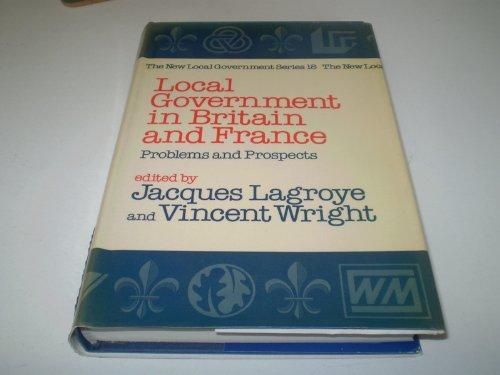 The New Local Government Series 18 The New Loc
Local
Government
in Britain
and France
Problems and Prospects
edited by
Jacques Lagroye
and Vincent Wright
WM